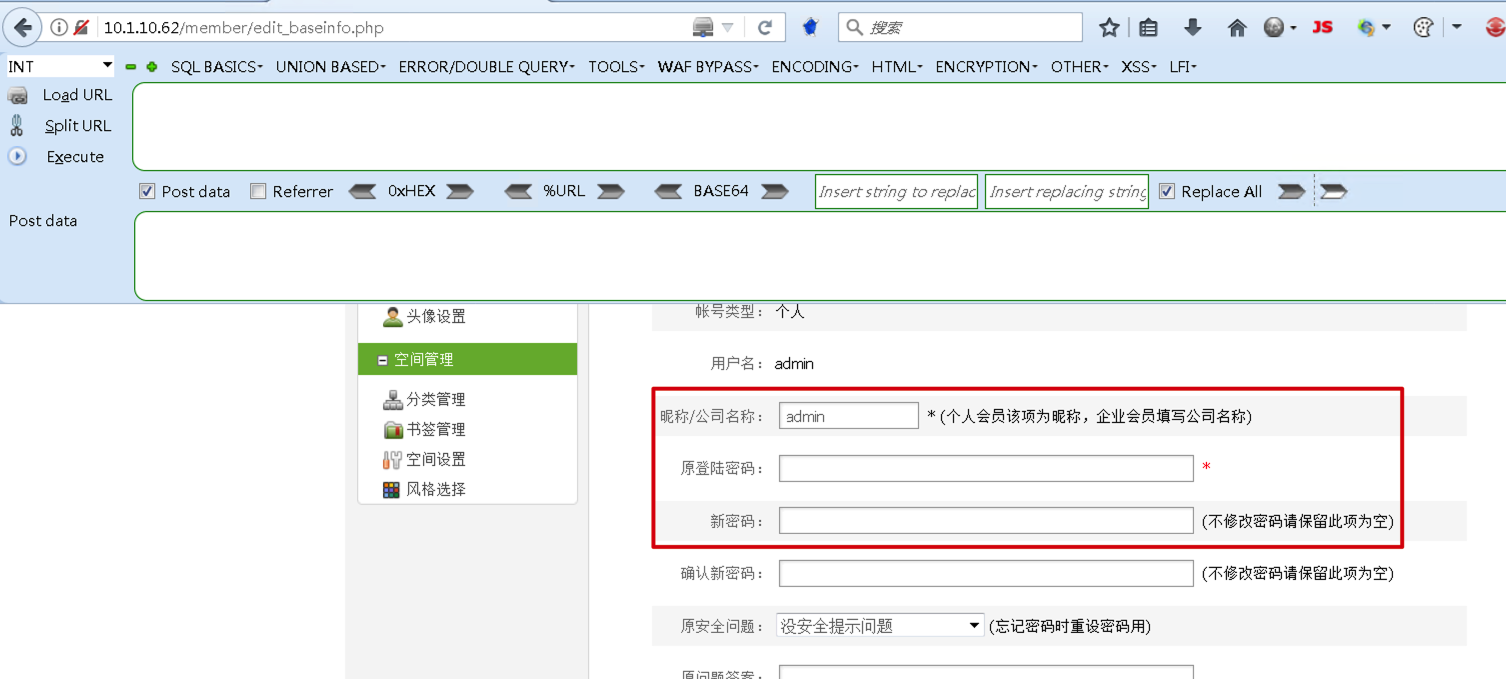 10.1.10.62/member/edit_baseinfo.php 搜索 JS
INT SQL BASICS UNION BASED ERROR/DOUBLE QUERY TOOLS WAF BYPASS ENCODING HTML ENCRYPTION OTHER XSS LFI
Load URL
Split URL
Execute
Post data Referrer 0xHEX %URL BASE64 Insert string to replac Insert replacing string Replace All
Post data
头像设置
空间管理
分类管理
书签管理
空间设置
风格选择
帐号类型： 个人
用户名： admin
昵称/公司名称： admin * (个人会员该项为昵称，企业会员填写公司名称)
原登陆密码： *
新密码： (不修改密码请保留此项为空)
确认新密码： (不修改密码请保留此项为空)
原安全问题： 没安全提示问题 (忘记密码时重设密码用)
原问题答案：